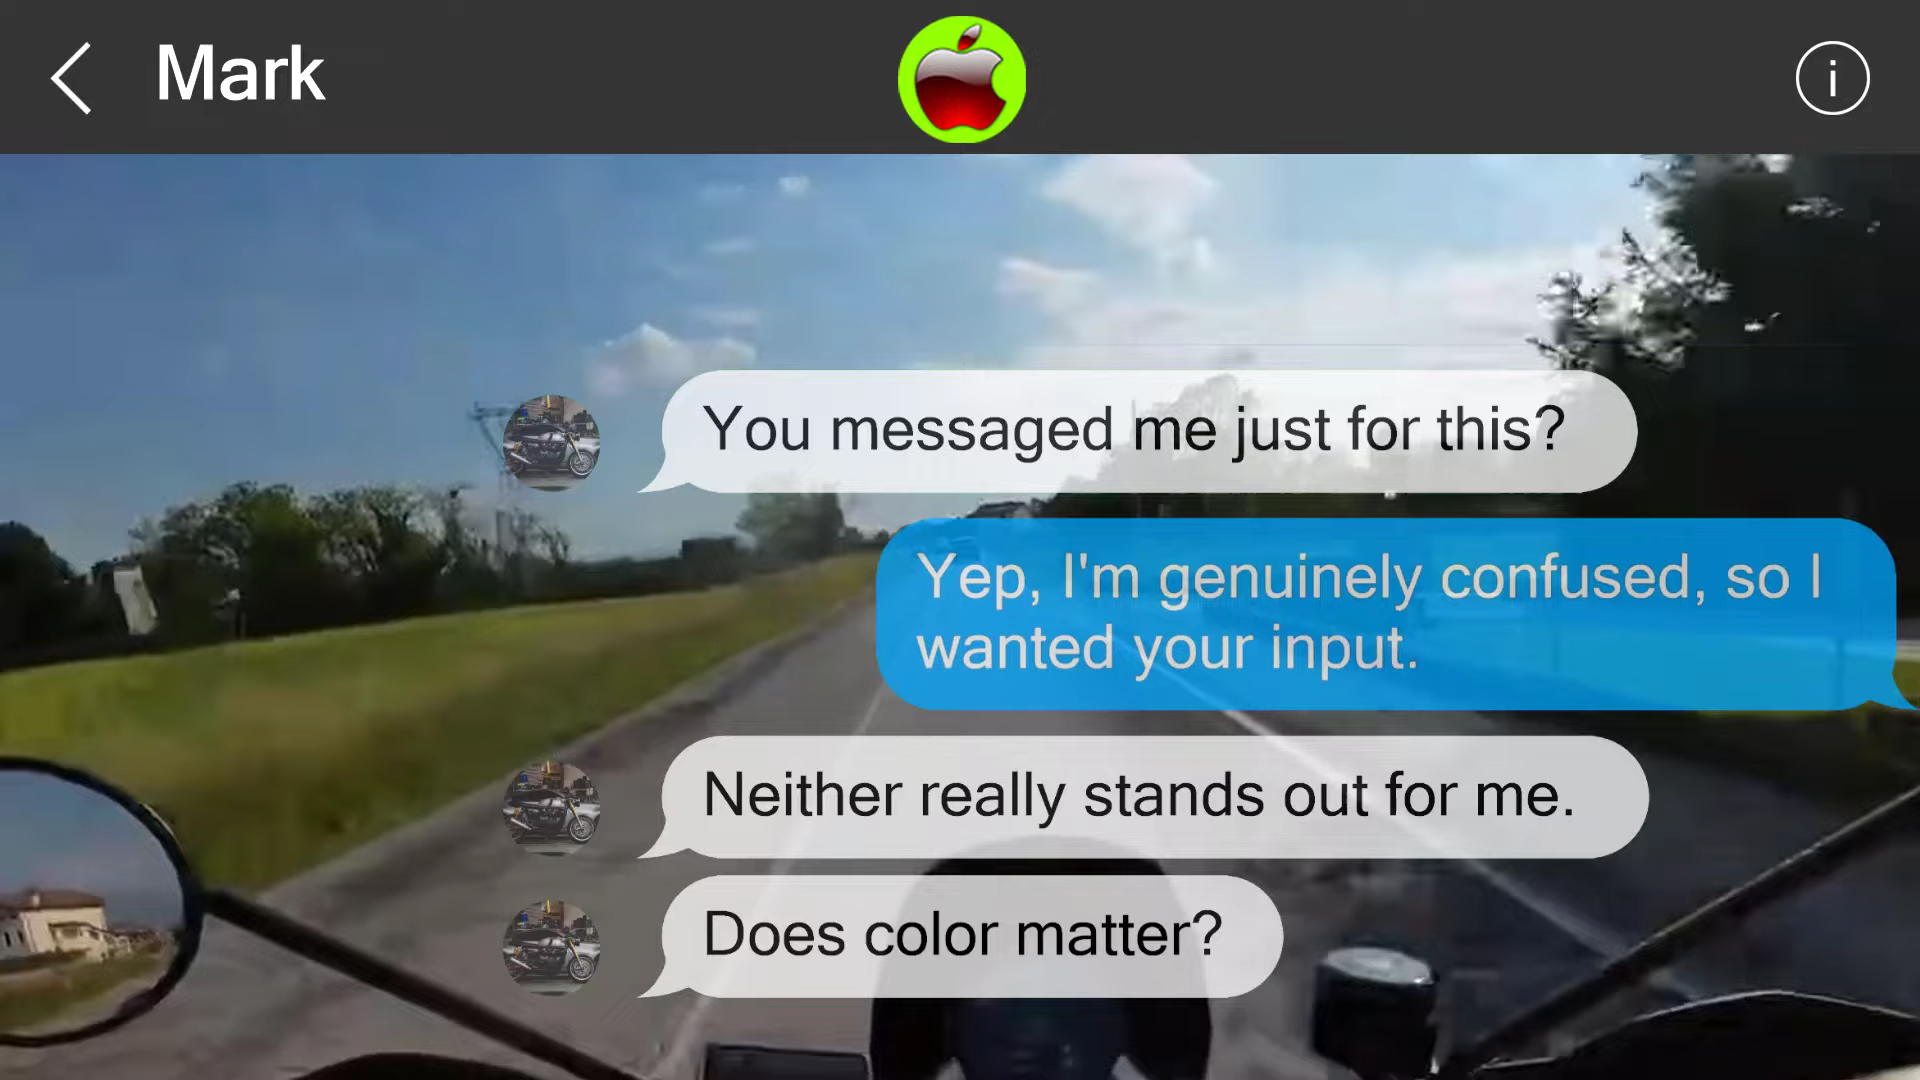 Mark
i
You messaged me just for this?
Yep, I'm genuinely confused, so I
wanted your input.
Neither really stands out for me.
Does color matter?